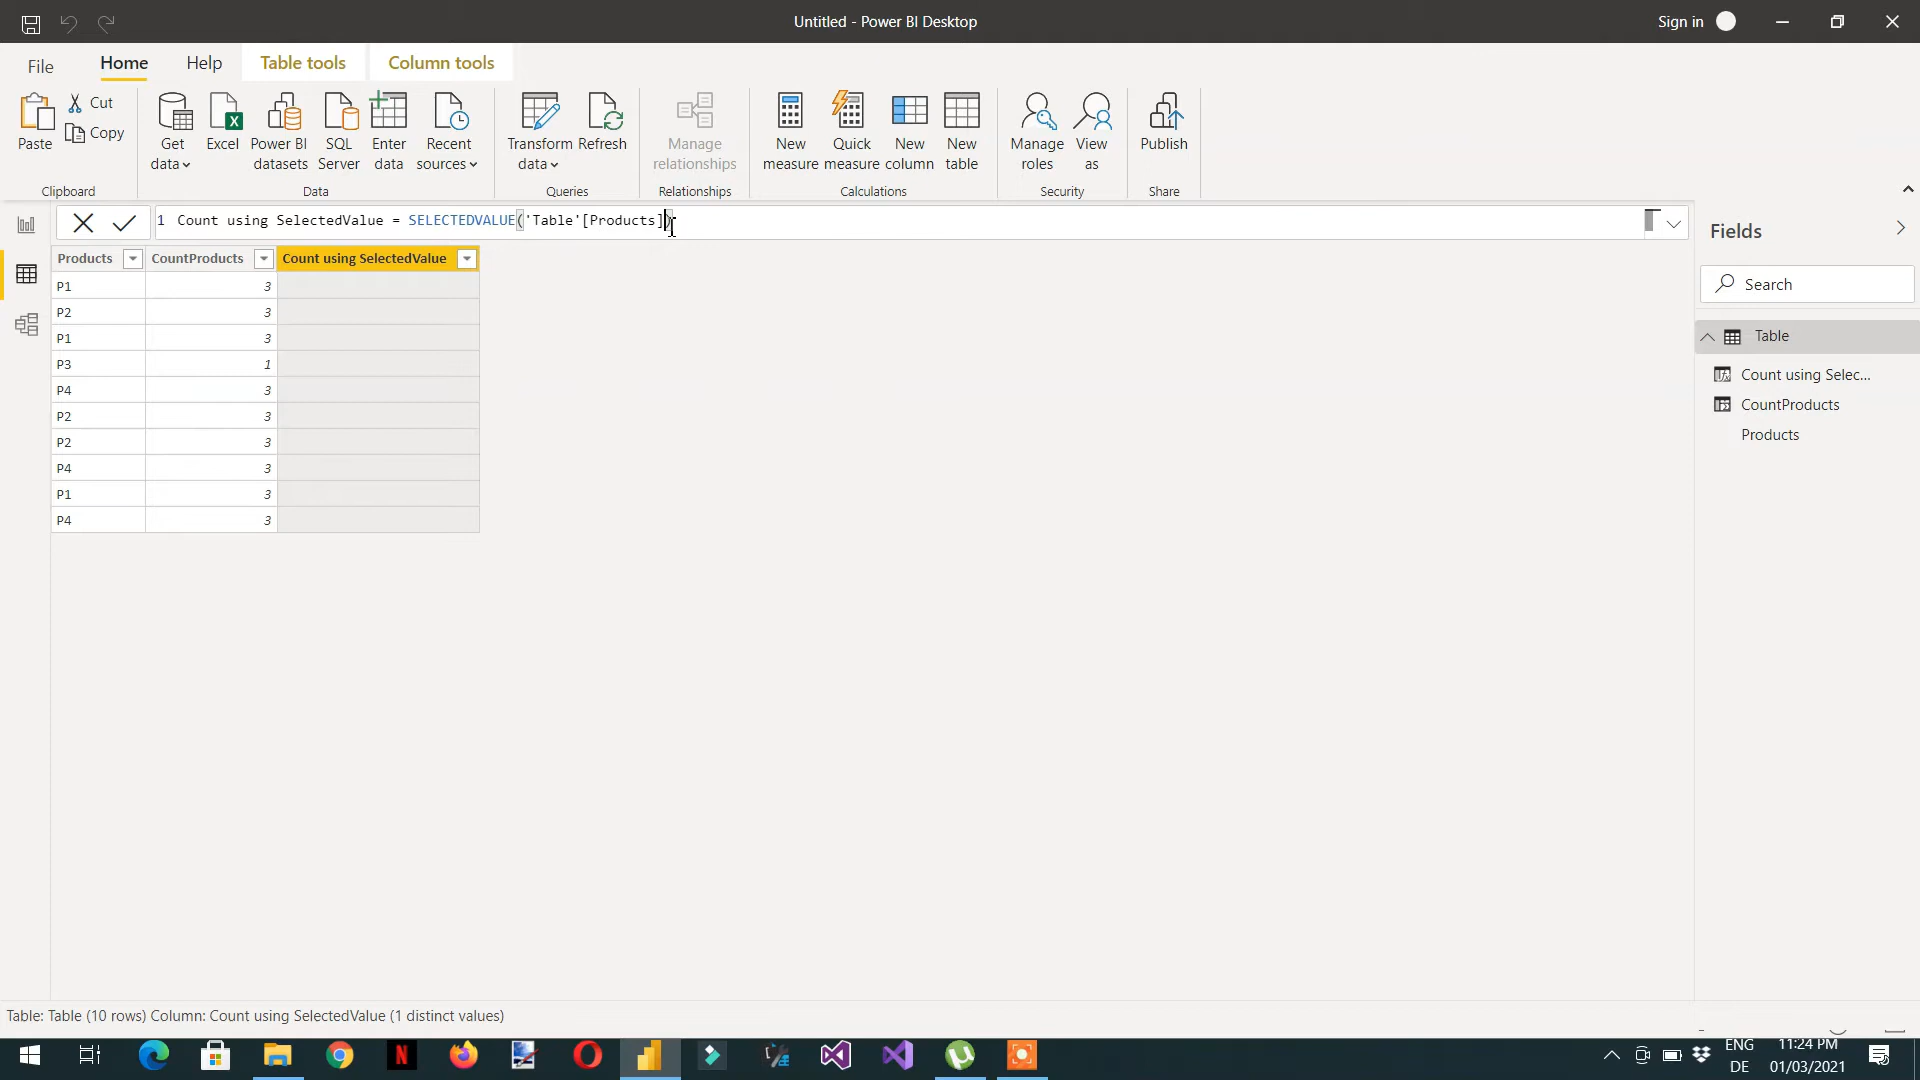 Untitled - Power BI Desktop
Sign in
File
Home
Help
Table tools
Column tools
Paste
Cut
Copy
Get data
Excel
Power BI datasets
SQL Server
Enter data
Recent sources
Transform data
Refresh
Manage relationships
New measure
Quick measure
New column
New table
Manage roles
View as
Publish
Clipboard
Data
Queries
Relationships
Calculations
Security
Share
1 Count using SelectedValue = SELECTEDVALUE('Table'[Products])
Products CountProducts Count using SelectedValue
P1 3
P2 3
P1 3
P3 1
P4 3
P2 3
P2 3
P4 3
P1 3
P4 3
Fields
Search
Table
Count using Selec...
CountProducts
Products
Table: Table (10 rows) Column: Count using SelectedValue (1 distinct values)
ENG
DE
11:24 PM
01/03/2021